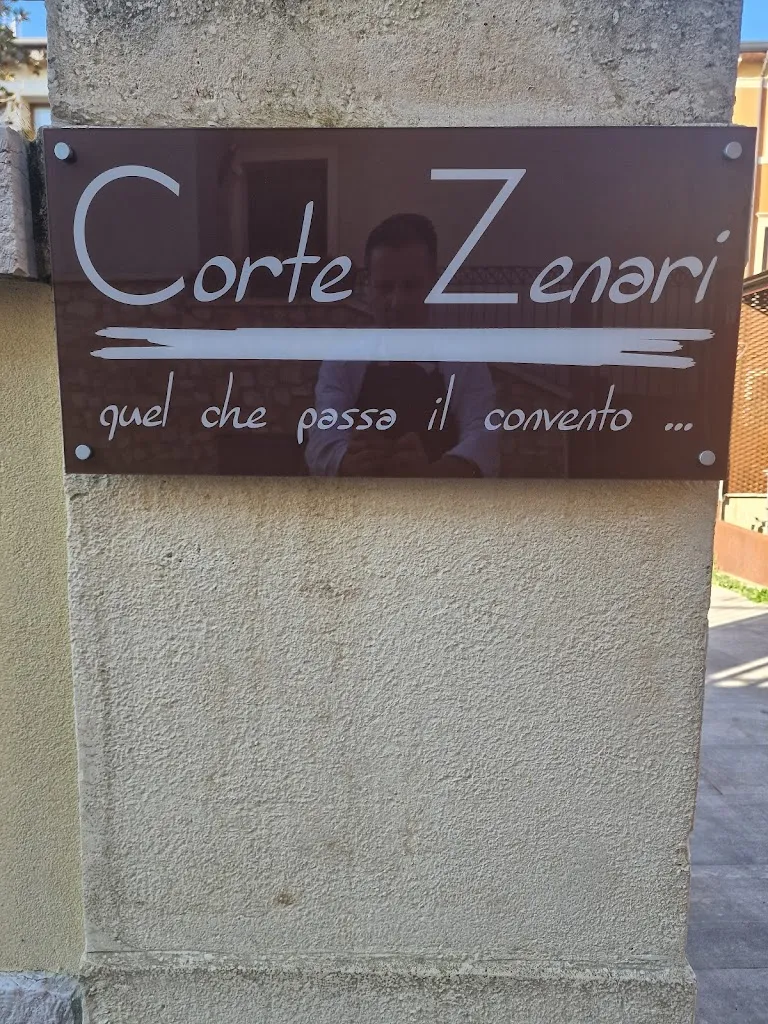 Corte Zenari
quel che passa il convento ...